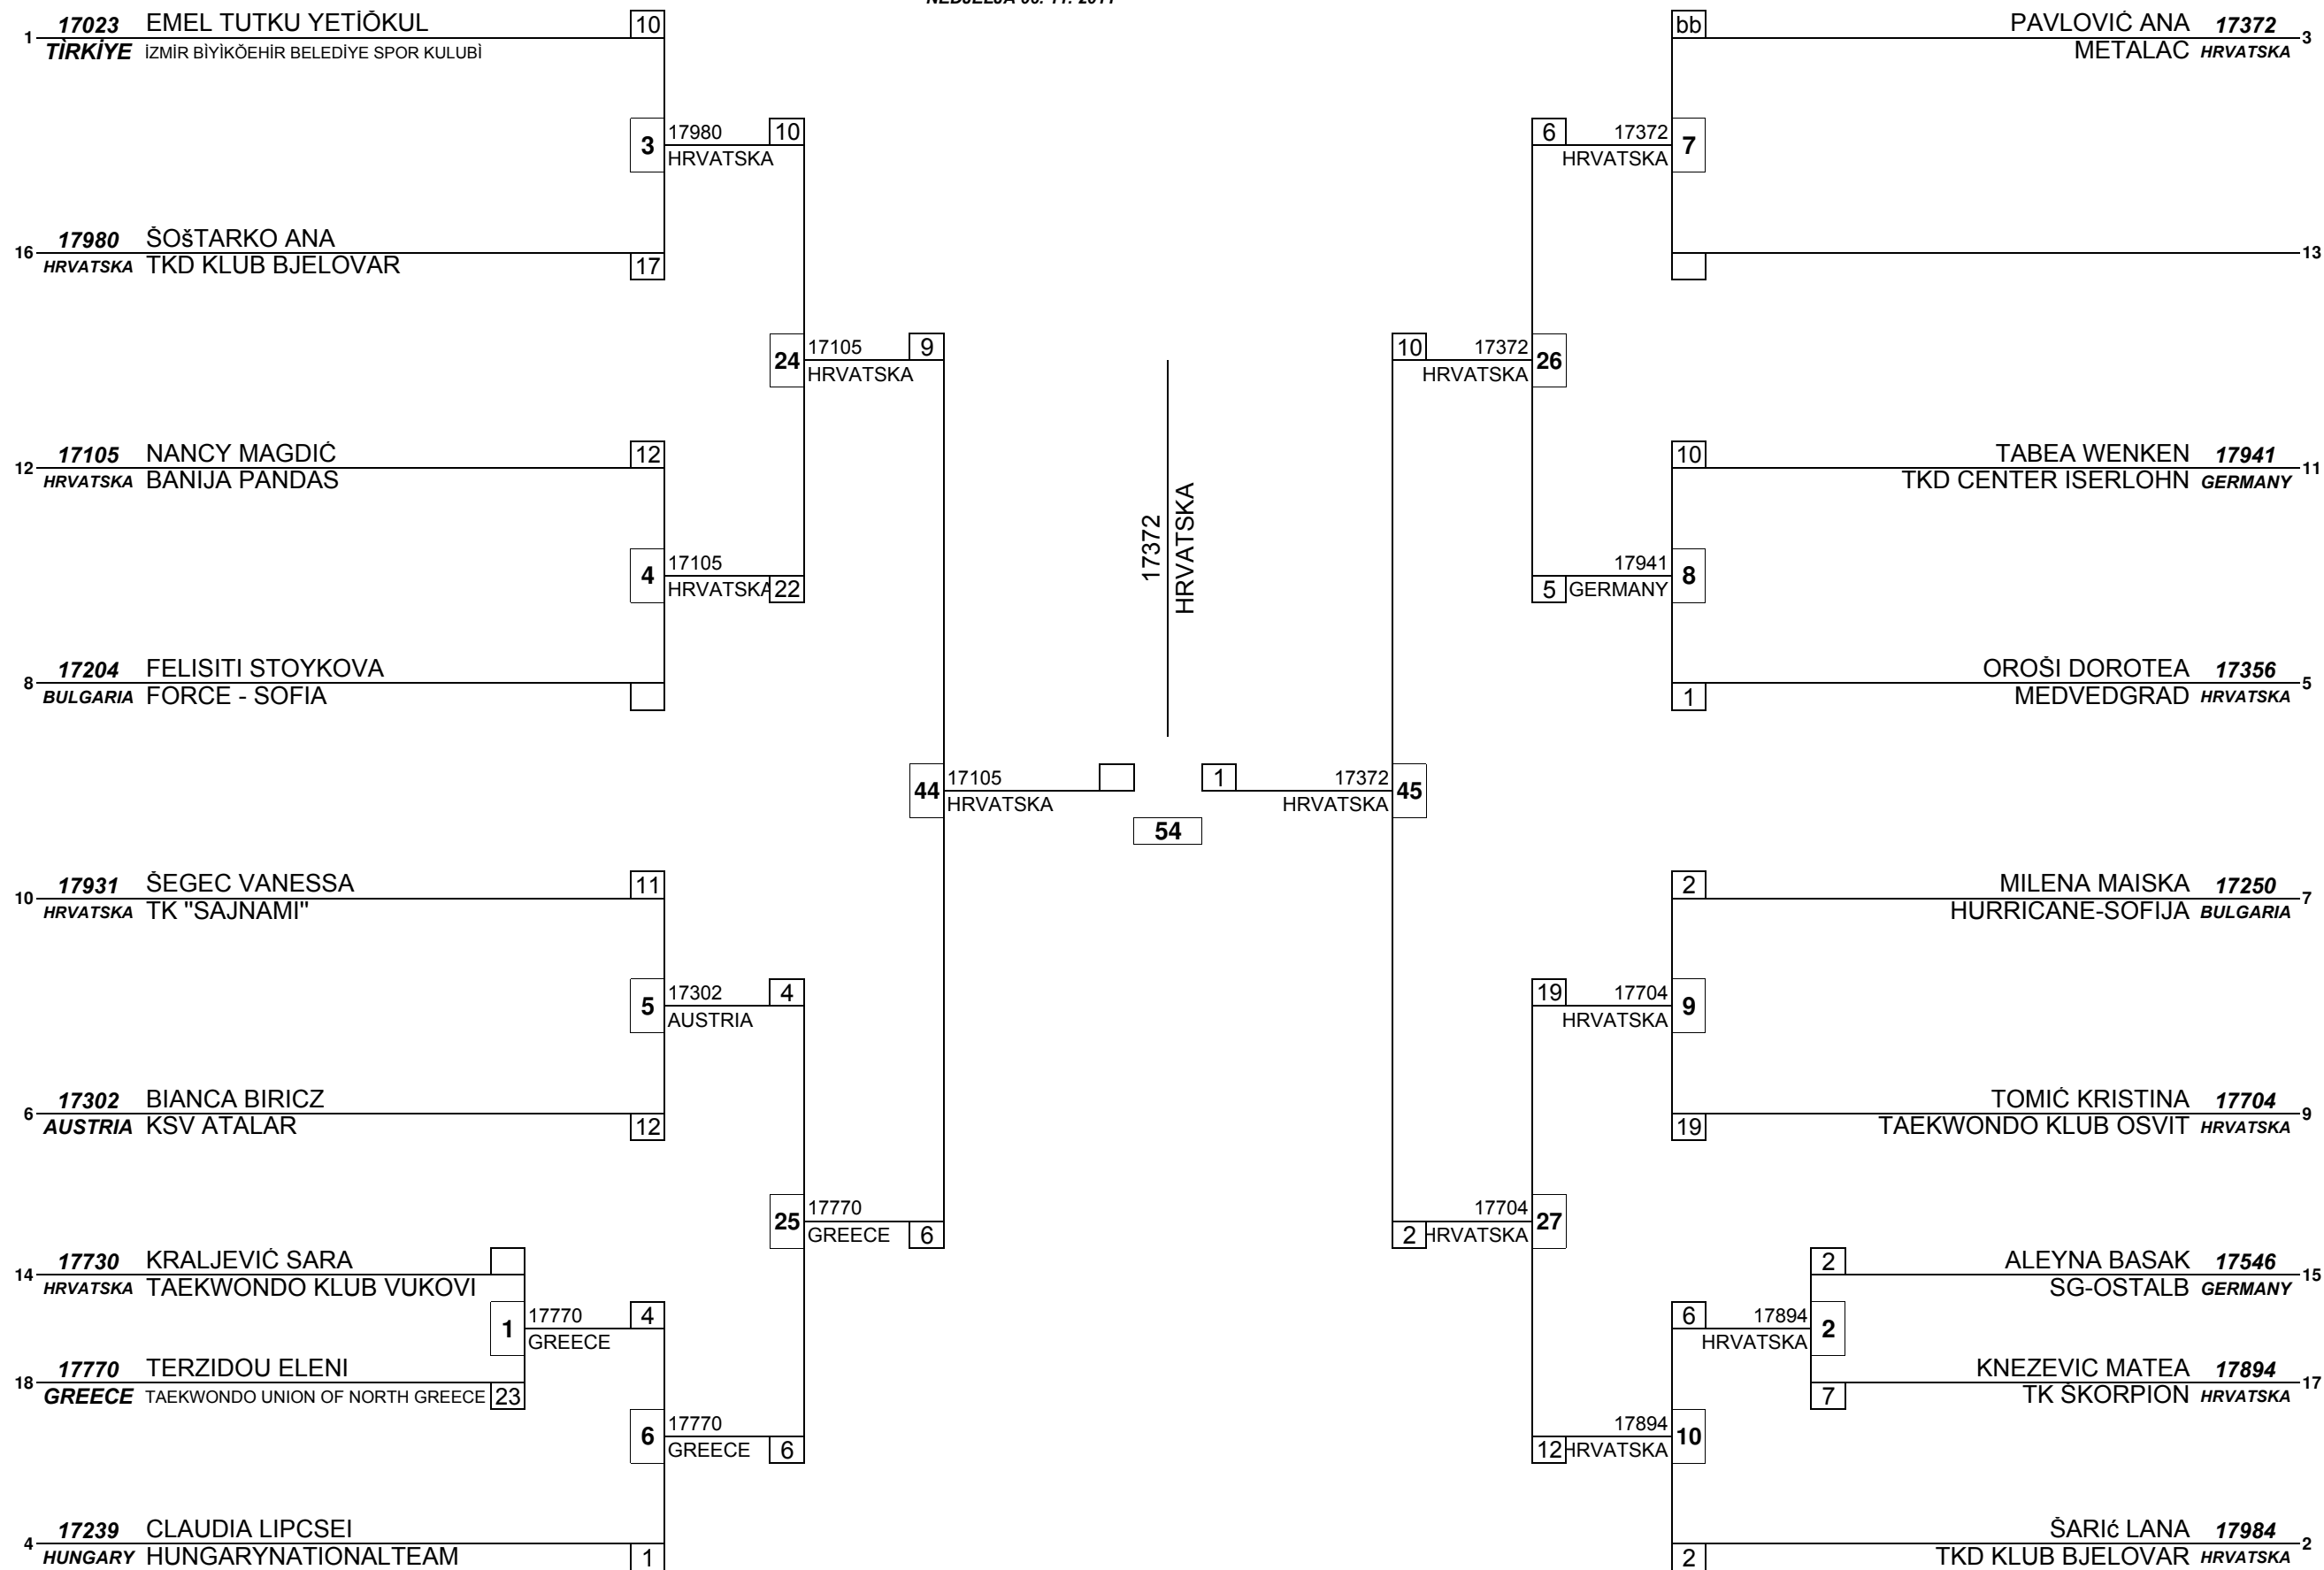 1 17023 EMEL TUTKU YETİŎKUL 10
TİRKİYE İZMİR BİYİKŎEHİR BELEDİYE SPOR KULUBİ
3 17980 10
HRVATSKA
16 17980 ŠOšTARKO ANA
HRVATSKA TKD KLUB BJELOVAR 17
24 17105 9
HRVATSKA
12 17105 NANCY MAGDIĆ 12
HRVATSKA BANIJA PANDAS
4 17105
HRVATSKA 22
8 17204 FELISITI STOYKOVA
BULGARIA FORCE - SOFIA
44 17105
HRVATSKA
10 17931 ŠEGEC VANESSA 11
HRVATSKA TK "SAJNAMI"
5 17302 4
AUSTRIA
6 17302 BIANCA BIRICZ
AUSTRIA KSV ATALAR 12
25 17770
GREECE 6
14 17730 KRALJEVIĆ SARA
HRVATSKA TAEKWONDO KLUB VUKOVI
1 17770 4
GREECE
18 17770 TERZIDOU ELENI
GREECE TAEKWONDO UNION OF NORTH GREECE 23
6 17770
GREECE 6
4 17239 CLAUDIA LIPCSEI
HUNGARY HUNGARYNATIONALTEAM 1
17372
HRVATSKA
54
bb PAVLOVIĆ ANA 17372 3
METALAC HRVATSKA
6 17372 7
HRVATSKA
13
10 17372 26
HRVATSKA
10 TABEA WENKEN 17941 11
TKD CENTER ISERLOHN GERMANY
17941 8
5 GERMANY
OROŠI DOROTEA 17356 5
1 MEDVEDGRAD HRVATSKA
1 17372 45
HRVATSKA
2 MILENA MAISKA 17250 7
HURRICANE-SOFIJA BULGARIA
19 17704 9
HRVATSKA
TOMIĆ KRISTINA 17704 9
19 TAEKWONDO KLUB OSVIT HRVATSKA
17704 27
2 HRVATSKA
2 ALEYNA BASAK 17546 15
SG-OSTALB GERMANY
6 17894 2
HRVATSKA
KNEZEVIC MATEA 17894 17
7 TK ŠKORPION HRVATSKA
17894 10
12 HRVATSKA
ŠARIć LANA 17984 2
2 TKD KLUB BJELOVAR HRVATSKA